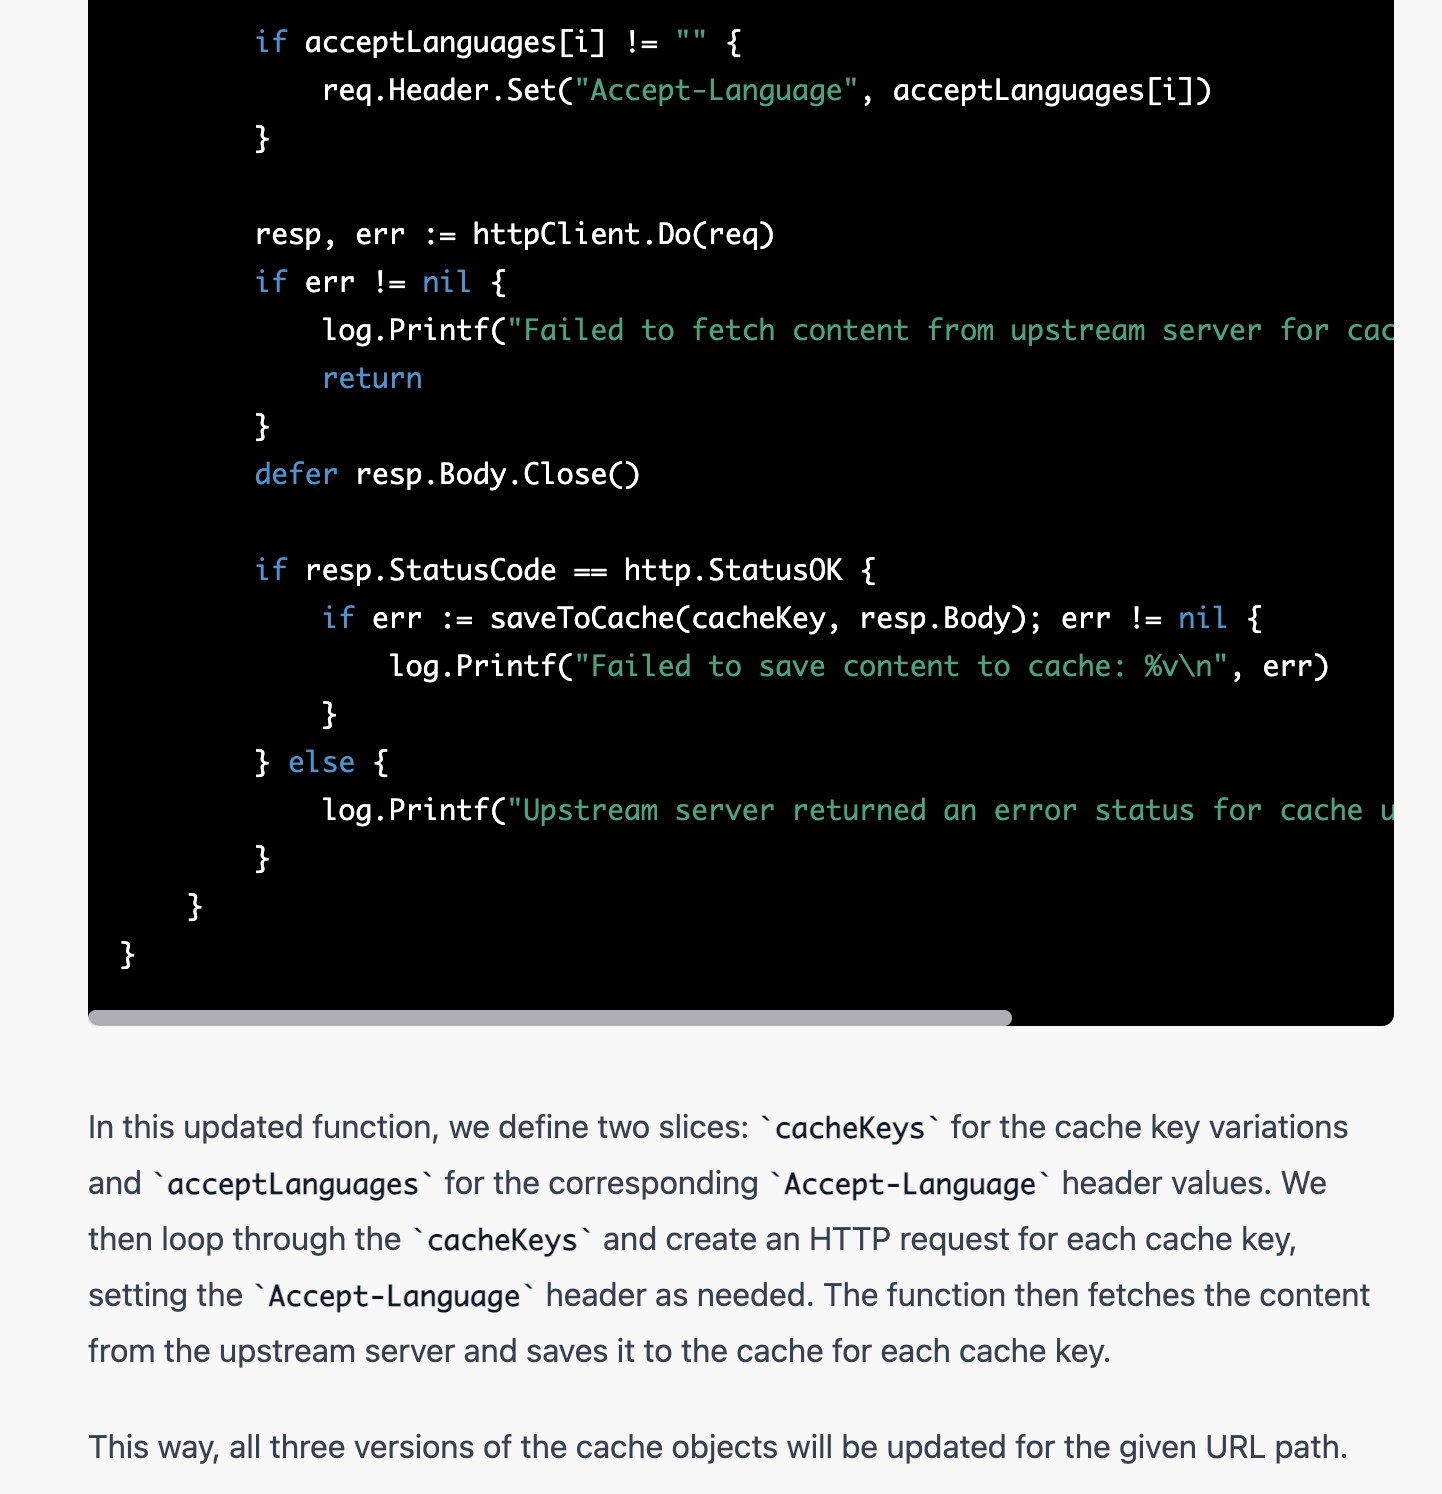 if acceptLanguages[i] != "" {
req.Header.Set("Accept-Language", acceptLanguages[i])
}
resp, err := httpClient.Do(req)
if err != nil {
log.Printf("Failed to fetch content from upstream server for cac
return
}
defer resp.Body.Close()
if resp.StatusCode == http.StatusOK {
if err := saveToCache(cacheKey, resp.Body); err != nil {
log.Printf("Failed to save content to cache: %v\n", err)
}
} else {
log.Printf("Upstream server returned an error status for cache u
}
}
}
In this updated function, we define two slices: `cacheKeys` for the cache key variations
and `acceptLanguages` for the corresponding `Accept-Language` header values. We
then loop through the `cacheKeys` and create an HTTP request for each cache key,
setting the `Accept-Language` header as needed. The function then fetches the content
from the upstream server and saves it to the cache for each cache key.
This way, all three versions of the cache objects will be updated for the given URL path.